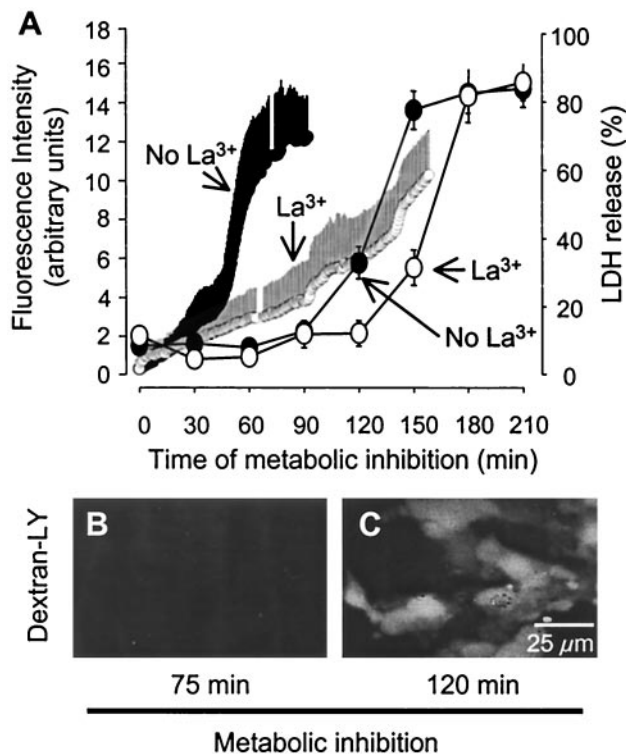 A
18
16
14
12
10
8
6
4
2
0
Fluorescence Intensity
(arbitrary units)
No La³⁺
La³⁺
La³⁺
No La³⁺
100
80
60
40
20
0
LDH release (%)
0 30 60 90 120 150 180 210
Time of metabolic inhibition (min)
Dextran-LY
B
C
25 µm
75 min 120 min
Metabolic inhibition